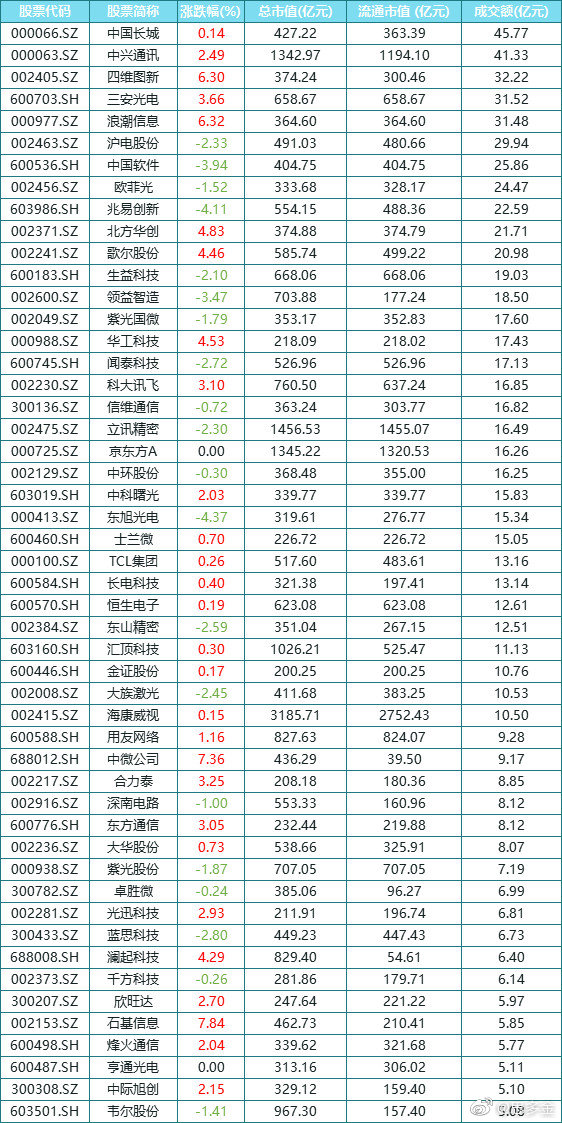 股票代码 股票简称 涨跌幅(%) 总市值(亿元) 流通市值 (亿元) 成交额(亿元)
000066.SZ 中国长城 0.14 427.22 363.39 45.77
000063.SZ 中兴通讯 2.49 1342.97 1194.10 41.33
002405.SZ 四维图新 6.30 374.24 300.46 32.22
600703.SH 三安光电 3.66 658.67 658.67 31.52
000977.SZ 浪潮信息 6.32 364.60 364.60 31.48
002463.SZ 沪电股份 -2.33 491.03 480.66 29.94
600536.SH 中国软件 -3.94 404.75 404.75 25.86
002456.SZ 欧菲光 -1.52 333.68 328.17 24.47
603986.SH 兆易创新 -4.11 554.15 488.36 22.59
002371.SZ 北方华创 4.83 374.88 374.79 21.71
002241.SZ 歌尔股份 4.46 585.74 499.22 20.98
600183.SH 生益科技 -2.10 668.06 668.06 19.03
002600.SZ 领益智造 -3.47 703.88 177.24 18.50
002049.SZ 紫光国微 -1.79 353.17 352.83 17.60
000988.SZ 华工科技 4.53 218.09 218.02 17.43
600745.SH 闻泰科技 -2.72 526.96 526.96 17.13
002230.SZ 科大讯飞 3.10 760.50 637.24 16.85
300136.SZ 信维通信 -0.72 363.24 303.77 16.82
002475.SZ 立讯精密 -2.30 1456.53 1455.07 16.49
000725.SZ 京东方A 0.00 1345.22 1320.53 16.26
002129.SZ 中环股份 -0.30 368.48 355.00 16.25
603019.SH 中科曙光 2.03 339.77 339.77 15.83
000413.SZ 东旭光电 -4.37 319.61 276.77 15.34
600460.SH 士兰微 0.70 226.72 226.72 15.05
000100.SZ TCL集团 0.26 517.60 483.61 13.16
600584.SH 长电科技 0.40 321.38 197.41 13.14
600570.SH 恒生电子 0.19 623.08 623.08 12.61
002384.SZ 东山精密 -2.59 351.04 267.15 12.51
603160.SH 汇顶科技 0.30 1026.21 525.47 11.13
600446.SH 金证股份 0.17 200.25 200.25 10.76
002008.SZ 大族激光 -2.45 411.68 383.25 10.53
002415.SZ 海康威视 0.15 3185.71 2752.43 10.50
600588.SH 用友网络 1.16 827.63 824.07 9.28
688012.SH 中微公司 7.36 436.29 39.50 9.17
002217.SZ 合力泰 3.25 208.18 180.36 8.85
002916.SZ 深南电路 -1.00 553.33 160.96 8.12
600776.SH 东方通信 3.05 232.44 219.88 8.12
002236.SZ 大华股份 0.73 538.66 325.91 8.07
000938.SZ 紫光股份 -1.87 707.05 707.05 7.19
300782.SZ 卓胜微 -0.24 385.06 96.27 6.99
002281.SZ 光迅科技 2.93 211.91 196.74 6.81
300433.SZ 蓝思科技 -2.80 449.23 447.43 6.73
688008.SH 澜起科技 4.29 829.40 54.61 6.40
002373.SZ 千方科技 -0.26 281.86 179.71 6.14
300207.SZ 欣旺达 2.70 247.64 221.22 5.97
002153.SZ 石基信息 7.84 462.73 210.41 5.85
600498.SH 烽火通信 2.04 339.62 321.68 5.77
600487.SH 亨通光电 0.00 313.16 306.02 5.11
300308.SZ 中际旭创 2.15 329.12 159.40 5.10
603501.SH 韦尔股份 -1.41 967.30 157.40 5.08